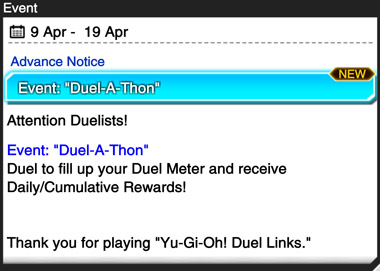 Event
9 Apr - 19 Apr
Advance Notice
NEW
Event: "Duel-A-Thon"
Attention Duelists!
Event: "Duel-A-Thon"
Duel to fill up your Duel Meter and receive
Daily/Cumulative Rewards!
Thank you for playing "Yu-Gi-Oh! Duel Links."